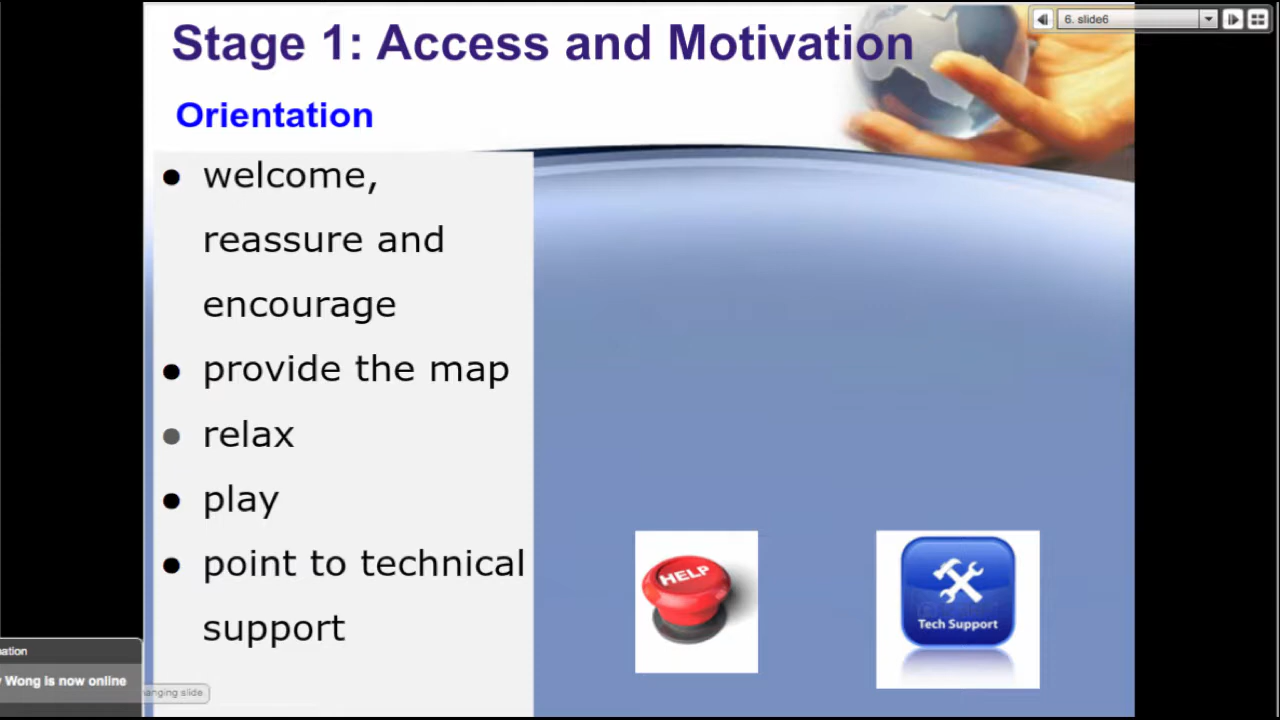 Stage 1: Access and Motivation
6. slide6
Orientation
● welcome,
reassure and
encourage
● provide the map
● relax
● play
● point to technical
support
HELP
Tech Support
Wong is now online
slide